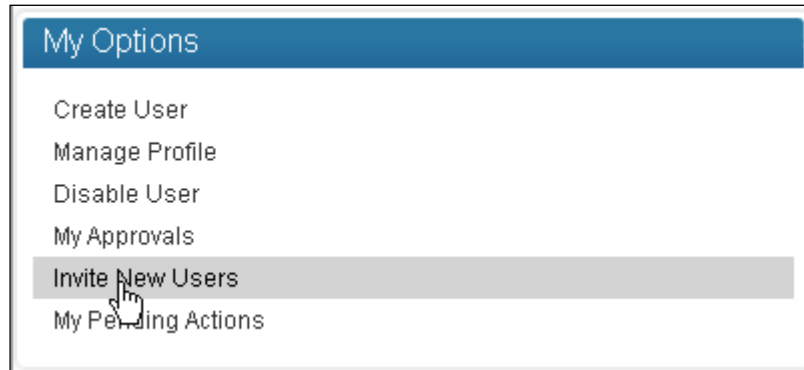 My Options
Create User
Manage Profile
Disable User
My Approvals
Invite New Users
My Pending Actions